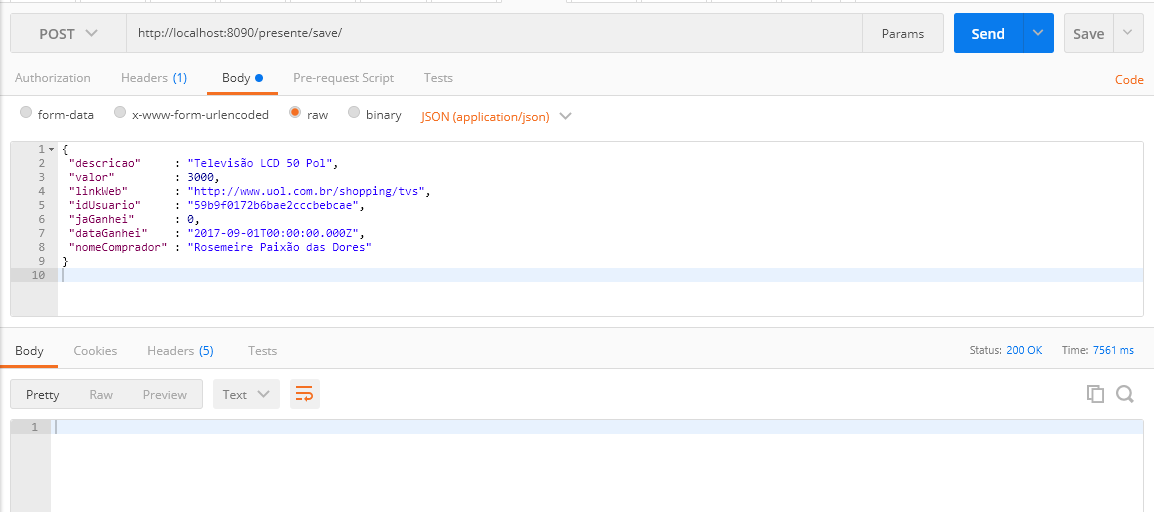 POST http://localhost:8090/presente/save/ Params Send Save
Authorization Headers (1) Body Pre-request Script Tests Code
form-data x-www-form-urlencoded raw binary JSON (application/json)
1 {
2 "descricao" : "Televisão LCD 50 Pol",
3 "valor" : 3000,
4 "linkWeb" : "http://www.uol.com.br/shopping/tvs",
5 "idUsuario" : "59b9f0172b6bae2cccbebcae",
6 "jaGanhei" : 0,
7 "dataGanhei" : "2017-09-01T00:00:00.000Z",
8 "nomeComprador" : "Rosemeire Paixão das Dores"
9 }
10
Body Cookies Headers (5) Tests Status: 200 OK Time: 7561 ms
Pretty Raw Preview Text
1